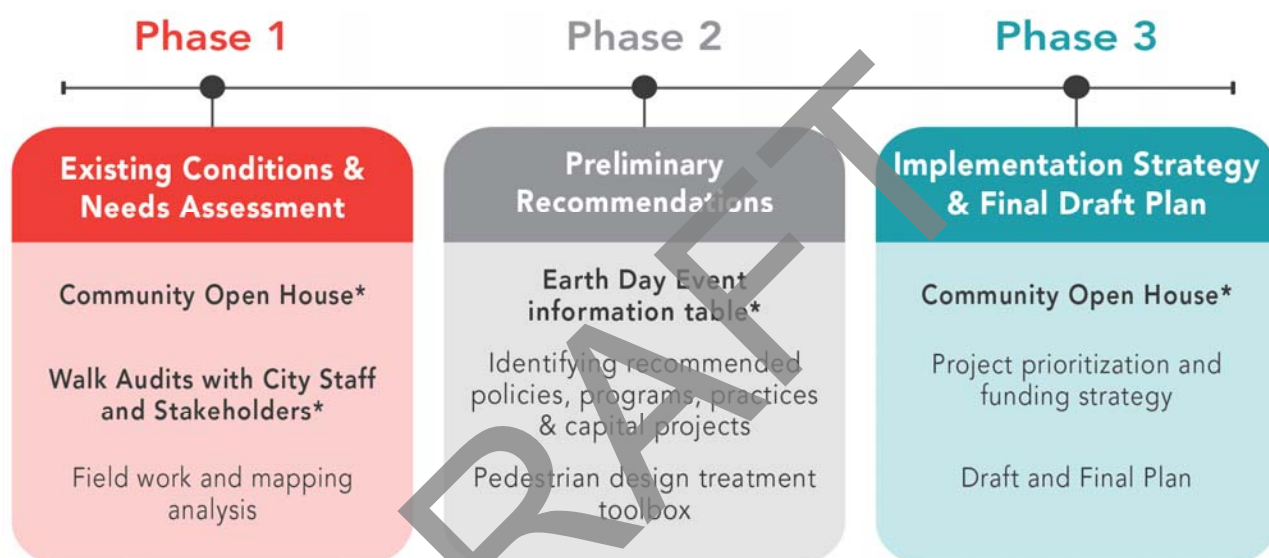 Phase 1
Phase 2
Phase 3
Existing Conditions &
Needs Assessment
Community Open House*
Walk Audits with City Staff
and Stakeholders*
Field work and mapping
analysis
Preliminary
Recommendations
Earth Day Event
information table*
Identifying recommended
policies, programs, practices
& capital projects
Pedestrian design treatment
toolbox
Implementation Strategy
& Final Draft Plan
Community Open House*
Project prioritization and
funding strategy
Draft and Final Plan
RAFT